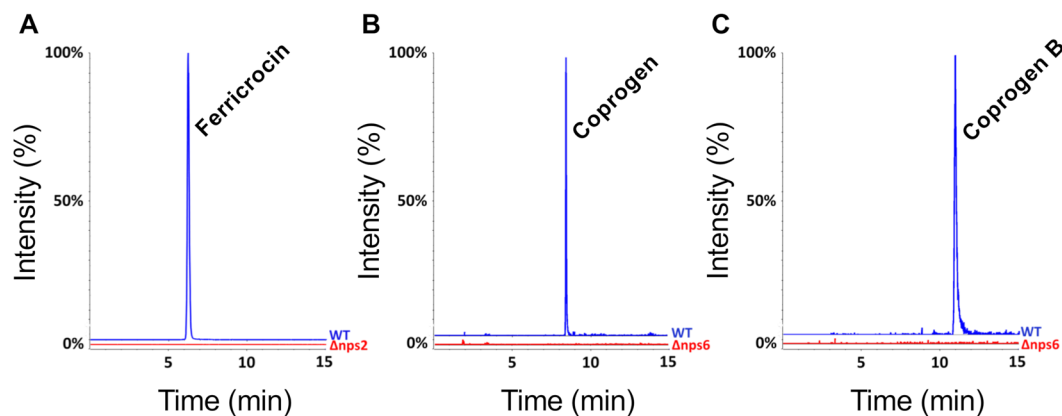 A
100%
50%
0%
Intensity (%)
Ferricrocin
WT
Δnps2
5
10
15
Time (min)
B
100%
50%
0%
Intensity (%)
Coprogen
WT
Δnps6
5
10
15
Time (min)
C
100%
50%
0%
Intensity (%)
Coprogen B
WT
Δnps6
5
10
15
Time (min)